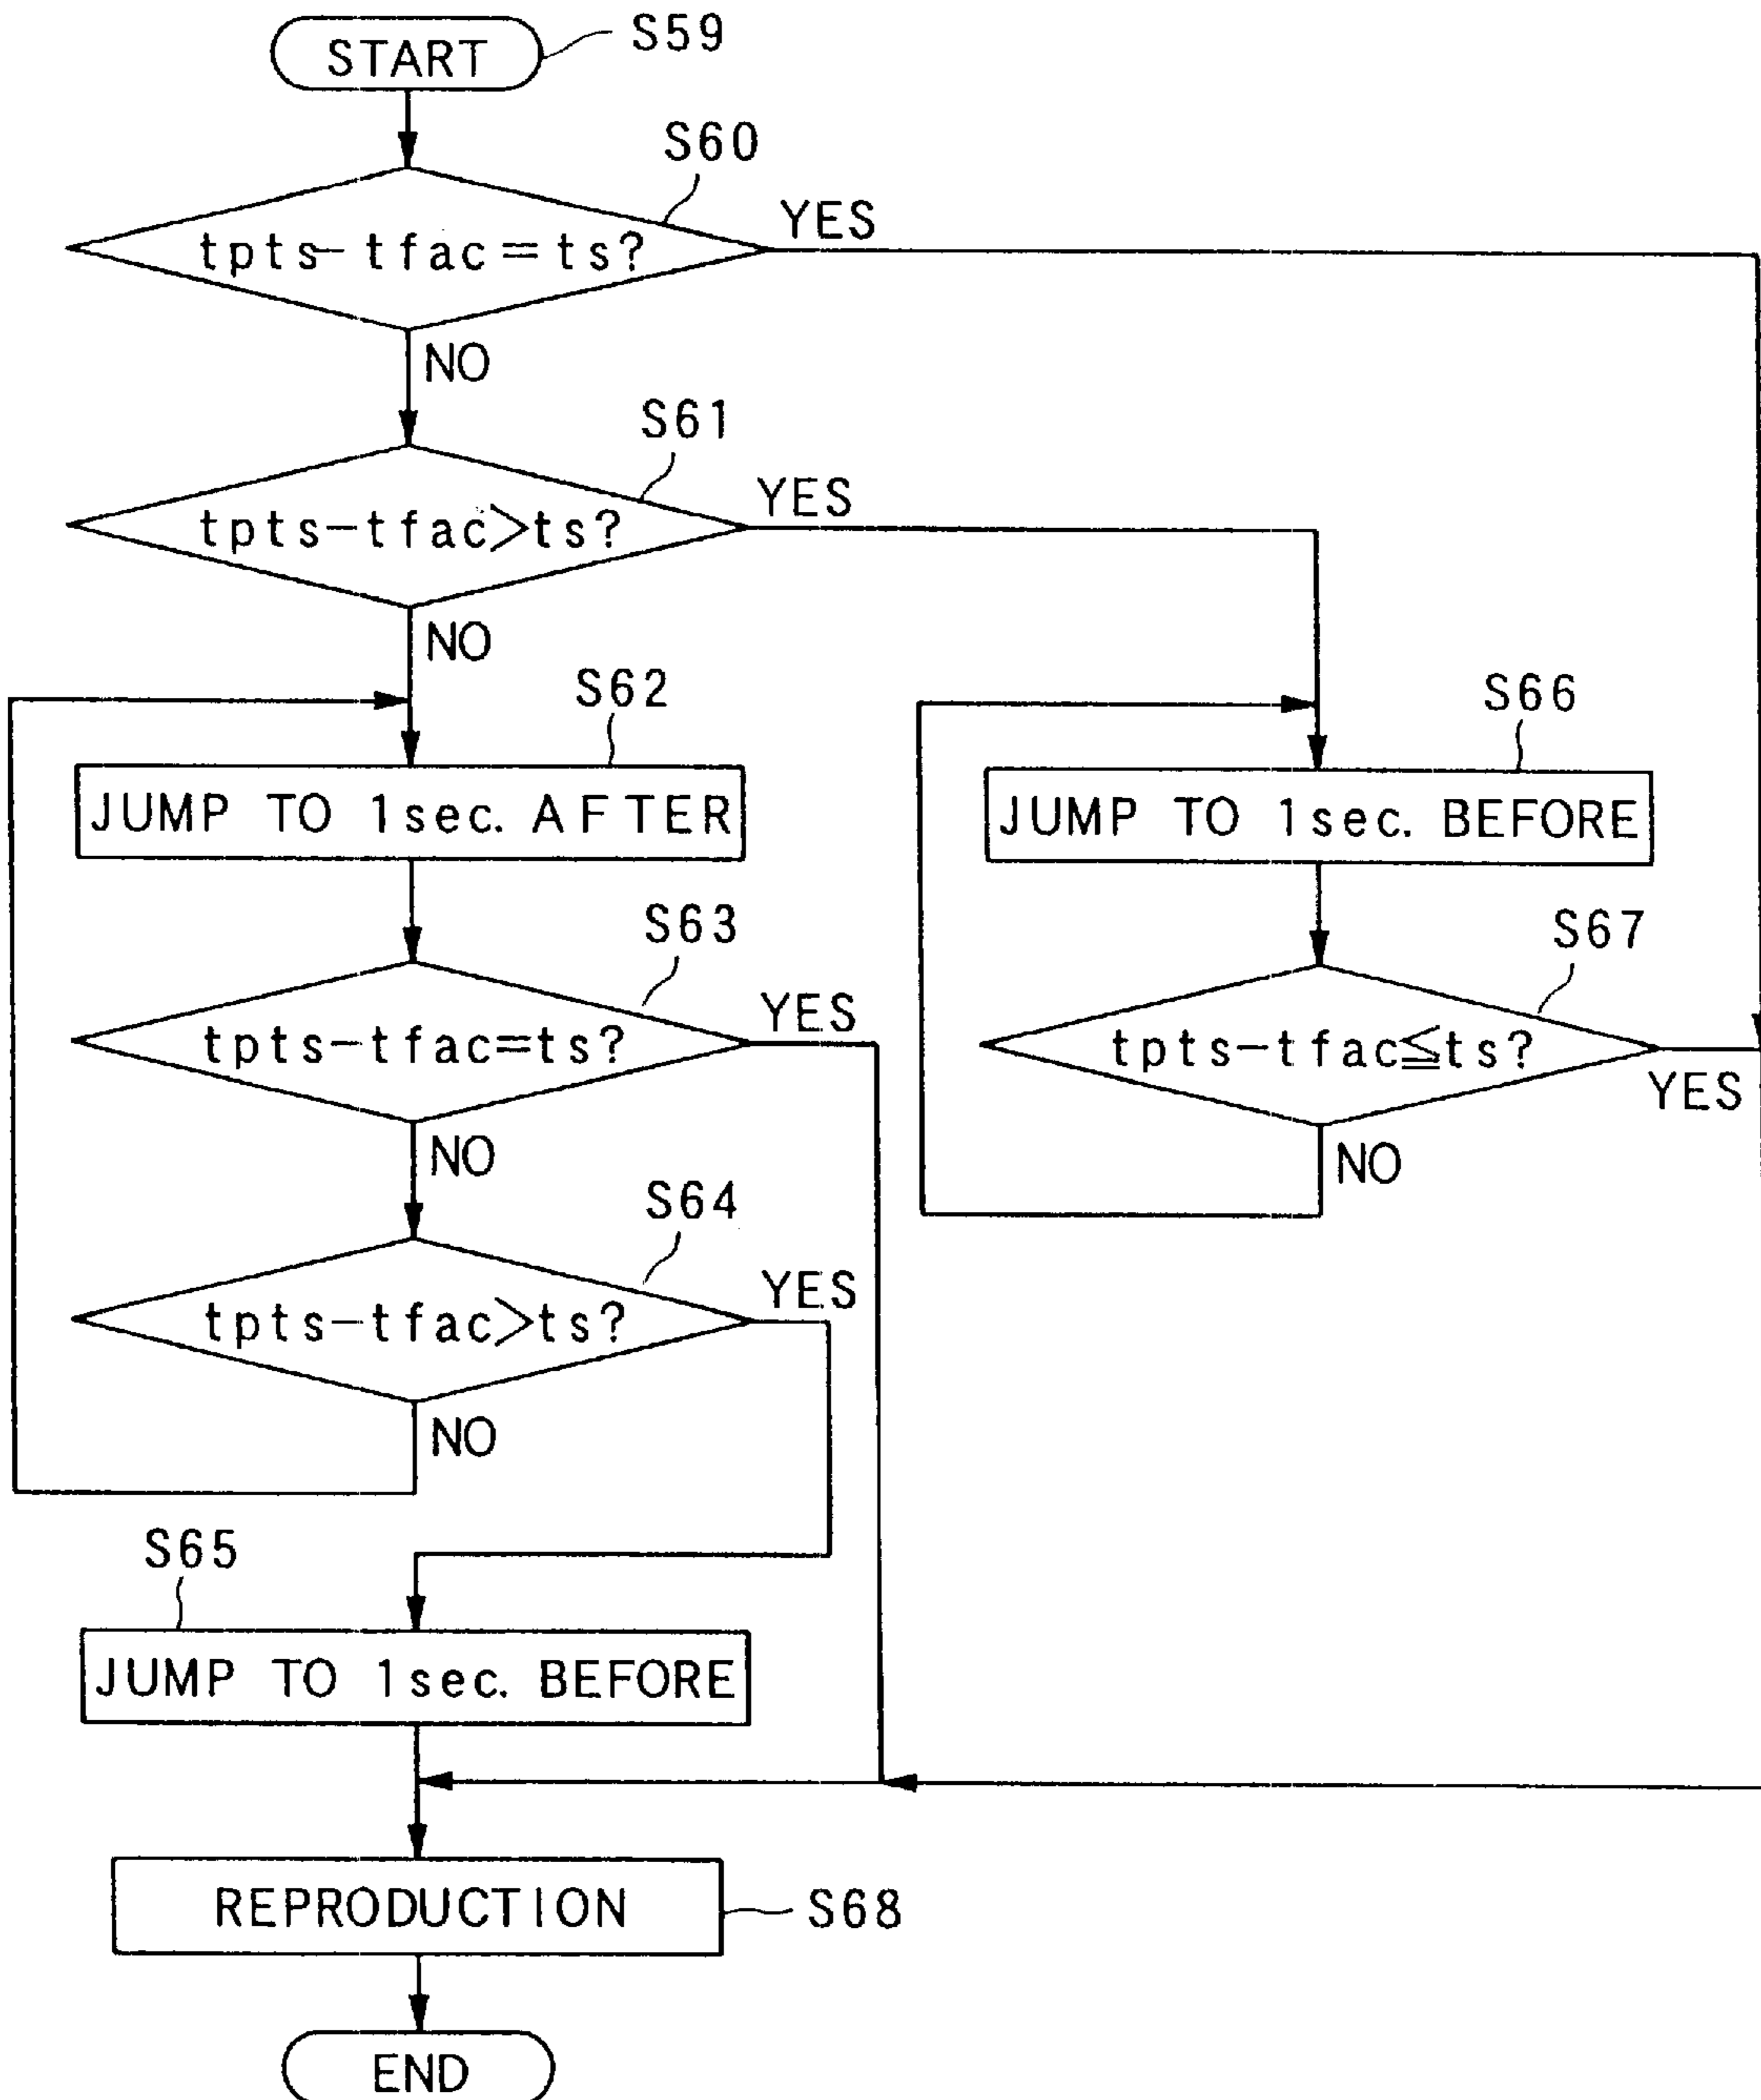 START
S59
S60
tpts-tfac=ts?
YES
NO
S61
tpts-tfac>ts?
YES
NO
S62
JUMP TO 1sec. AFTER
S66
JUMP TO 1sec. BEFORE
S63
tpts-tfac=ts?
YES
NO
S67
tpts-tfac≦ts?
YES
NO
S64
tpts-tfac>ts?
YES
NO
S65
JUMP TO 1sec. BEFORE
REPRODUCTION
S68
END